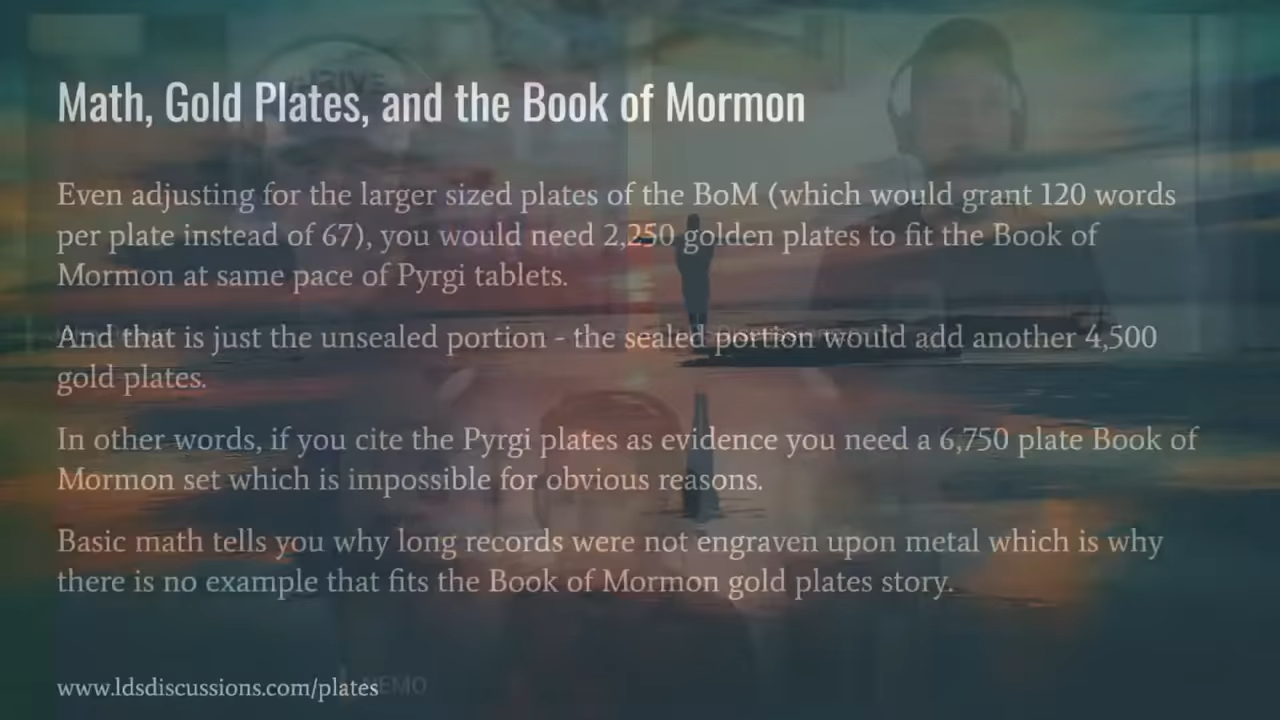 Math, Gold Plates, and the Book of Mormon
Even adjusting for the larger sized plates of the BoM (which would grant 120 words
per plate instead of 67), you would need 2,250 golden plates to fit the Book of
Mormon at same pace of Pyrgi tablets.
And that is just the unsealed portion - the sealed portion would add another 4,500
gold plates.
In other words, if you cite the Pyrgi plates as evidence you need a 6,750 plate Book of
Mormon set which is impossible for obvious reasons.
Basic math tells you why long records were not engraven upon metal which is why
there is no example that fits the Book of Mormon gold plates story.
www.ldsdiscussions.com/plates
NEMO